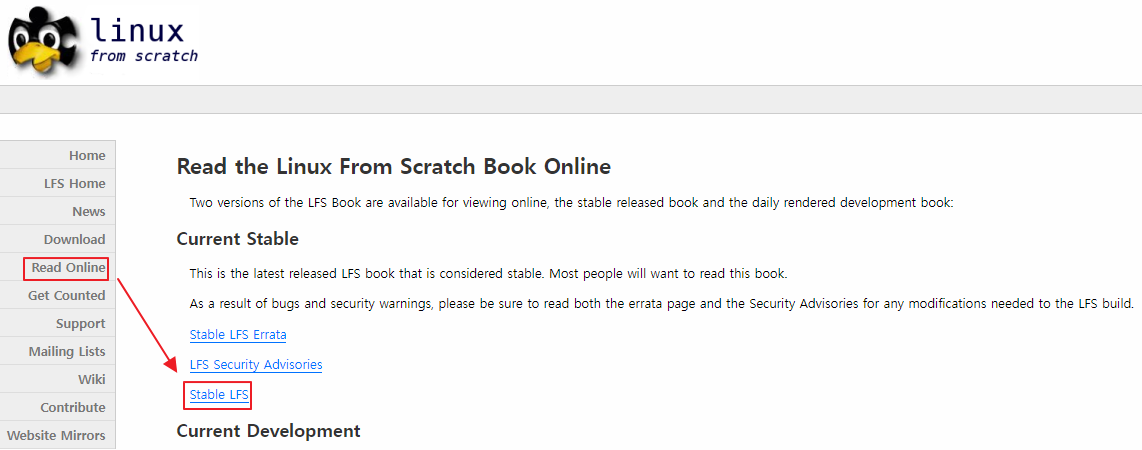 linux
from scratch
Home
LFS Home
News
Download
Read Online
Get Counted
Support
Mailing Lists
Wiki
Contribute
Website Mirrors
Read the Linux From Scratch Book Online
Two versions of the LFS Book are available for viewing online, the stable released book and the daily rendered development book:
Current Stable
This is the latest released LFS book that is considered stable. Most people will want to read this book.
As a result of bugs and security warnings, please be sure to read both the errata page and the Security Advisories for any modifications needed to the LFS build.
Stable LFS Errata
LFS Security Advisories
Stable LFS
Current Development